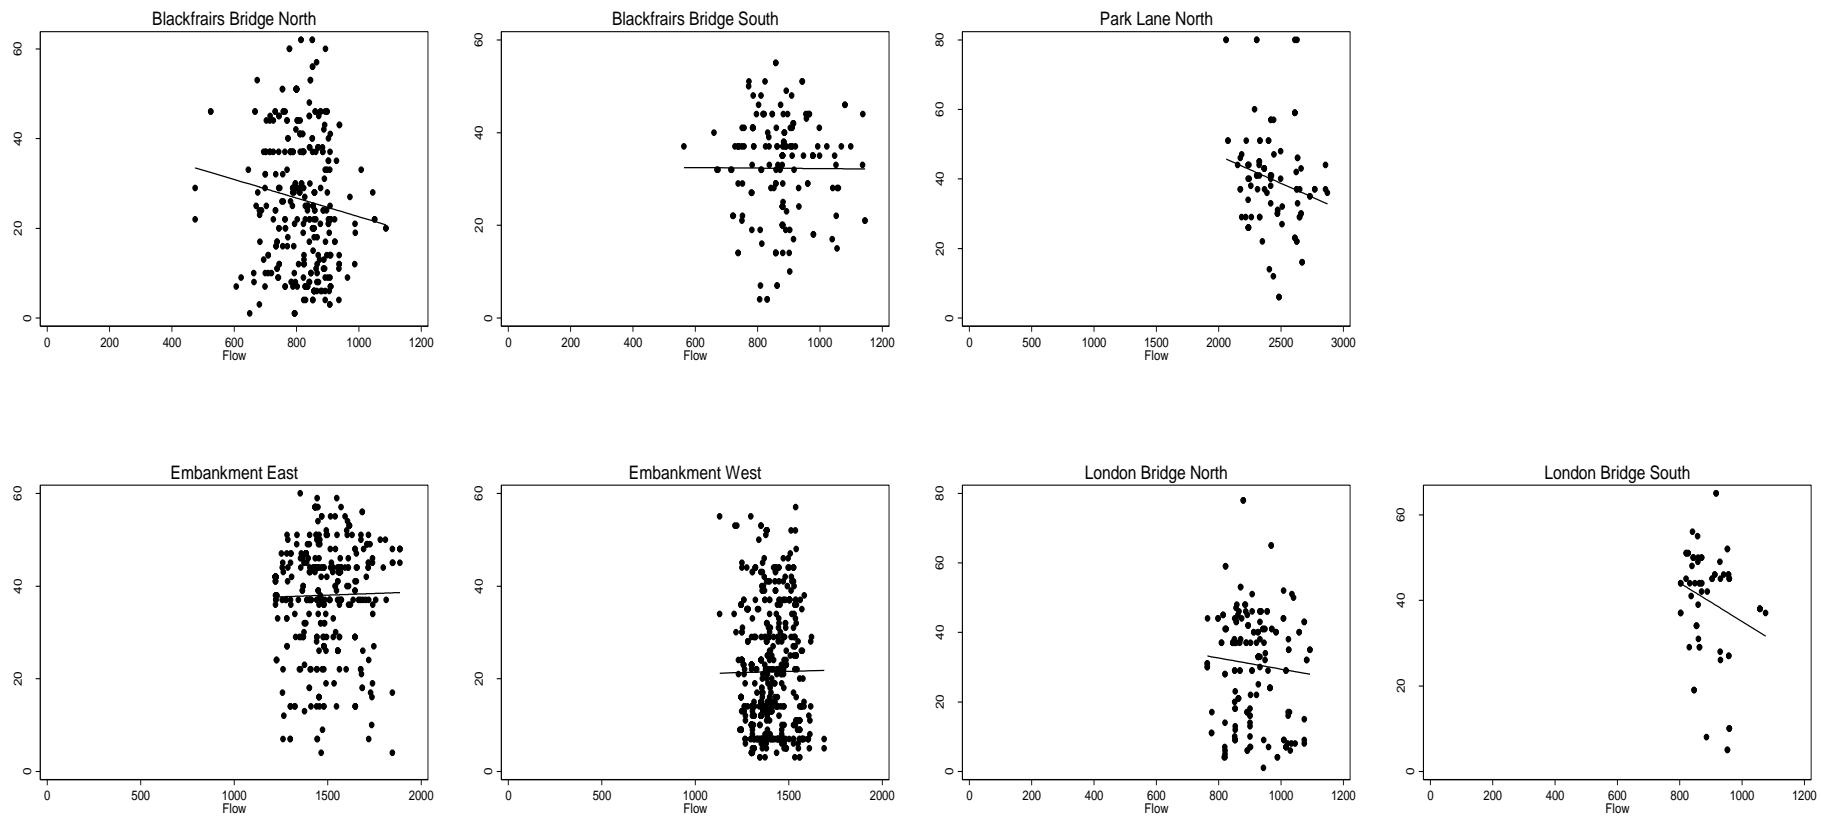 Blackfrairs Bridge North
60
40
20
0
0 200 400 600 800 1000 1200
Flow
Blackfrairs Bridge South
60
40
20
0
0 200 400 600 800 1000 1200
Flow
Park Lane North
80
60
40
20
0
0 500 1000 1500 2000 2500 3000
Flow
Embankment East
60
40
20
0
0 500 1000 1500 2000
Flow
Embankment West
60
40
20
0
0 500 1000 1500 2000
Flow
London Bridge North
80
60
40
20
0
0 200 400 600 800 1000 1200
Flow
London Bridge South
60
40
20
0
0 200 400 600 800 1000 1200
Flow